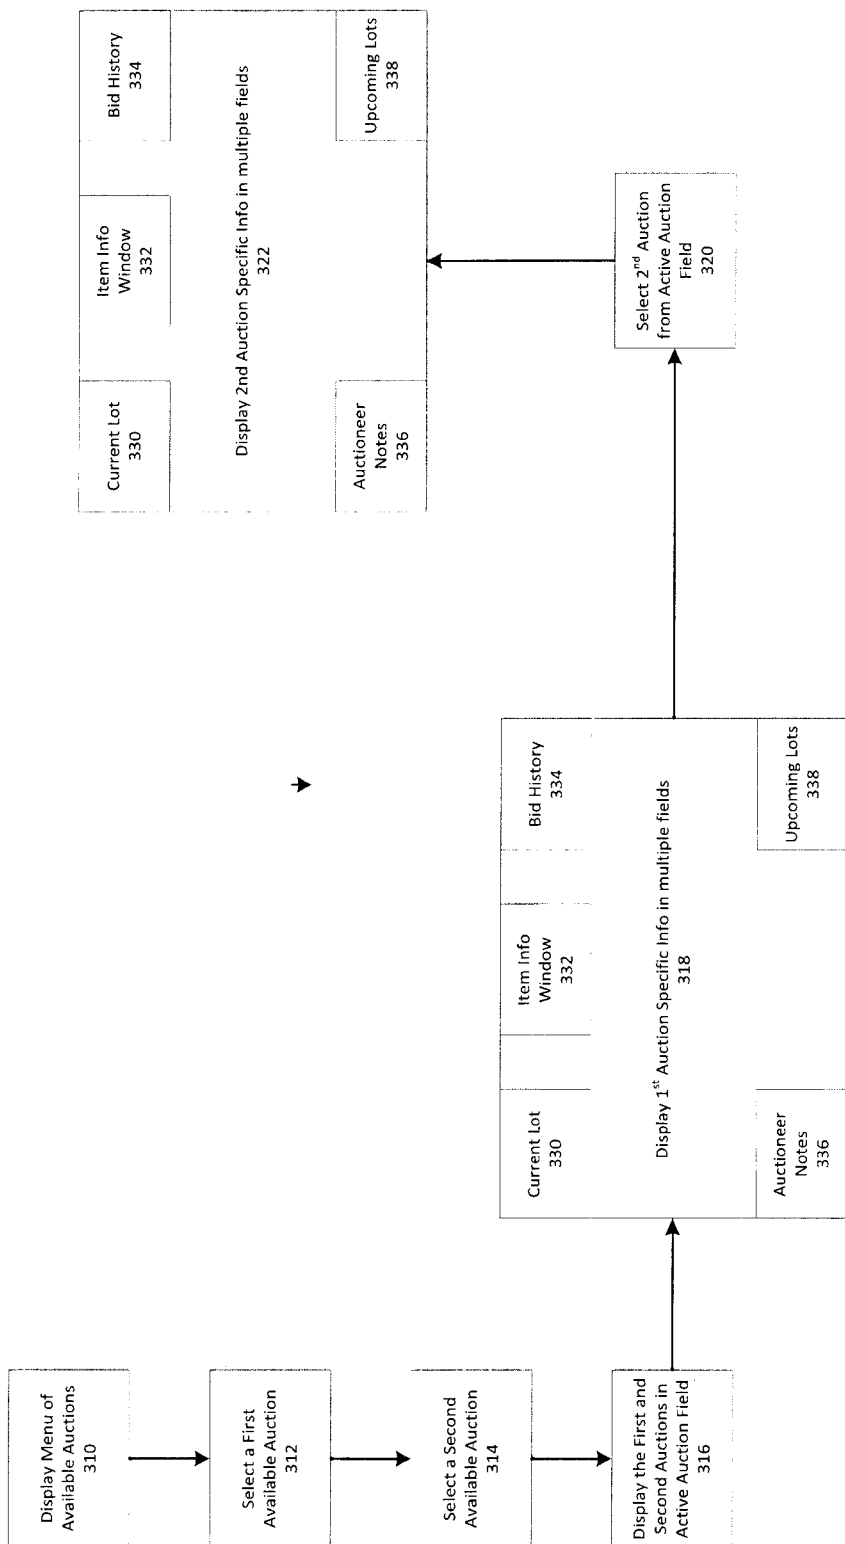 Display Menu of
Available Auctions
310
Select a First
Available Auction
312
Select a Second
Available Auction
314
Display the First and
Second Auctions in
Active Auction Field
316
Current Lot
330
Item Info
Window
332
Bid History
334
Display 1st Auction Specific Info in multiple fields
318
Auctioneer
Notes
336
Upcoming Lots
338
Select 2nd Auction
from Active Auction
Field
320
Current Lot
330
Item Info
Window
332
Bid History
334
Display 2nd Auction Specific Info in multiple fields
322
Auctioneer
Notes
336
Upcoming Lots
338